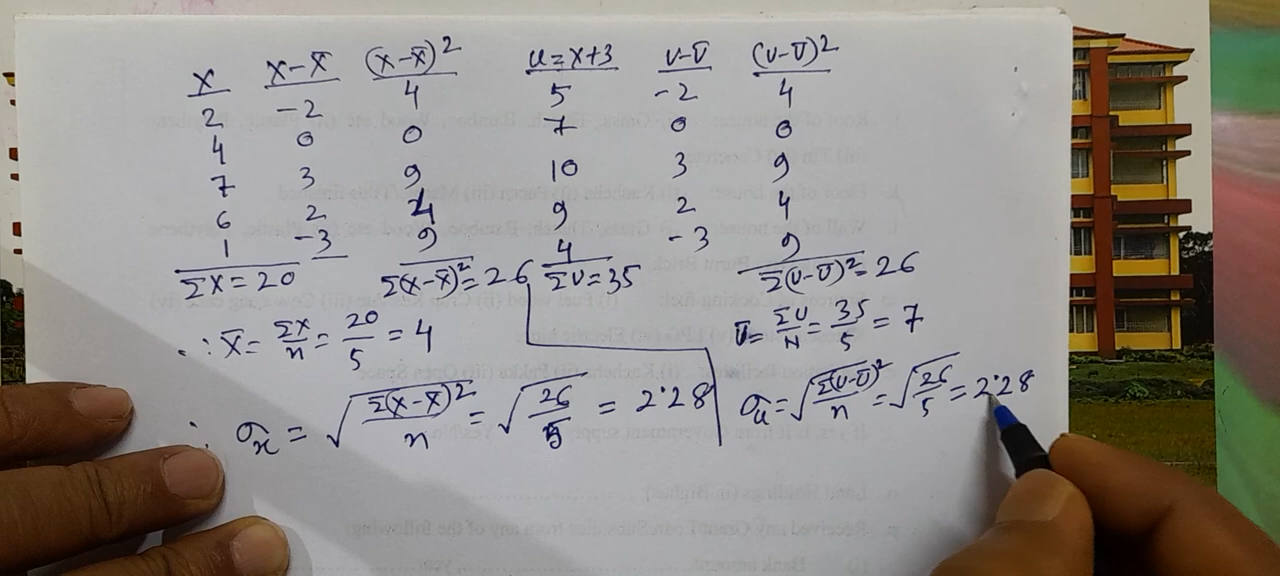 x x-x̄ (x-x̄)² u=x+3 u-ū (u-ū)²
2 -2 4 5 -2 4
4 0 0 7 0 0
7 3 9 10 3 9
6 2 4 9 2 4
1 -3 9 4 -3 9
Σx=20 Σ(x-x̄)²=26 Σu=35 Σ(u-ū)²=26
∴ x̄ = Σx/n = 20/5 = 4 ū = Σu/N = 35/5 = 7
∴ σx = √(Σ(x-x̄)²/n) = √(26/5) = 2.28 σu = √(Σ(u-ū)²/n) = √(26/5) = 2.28